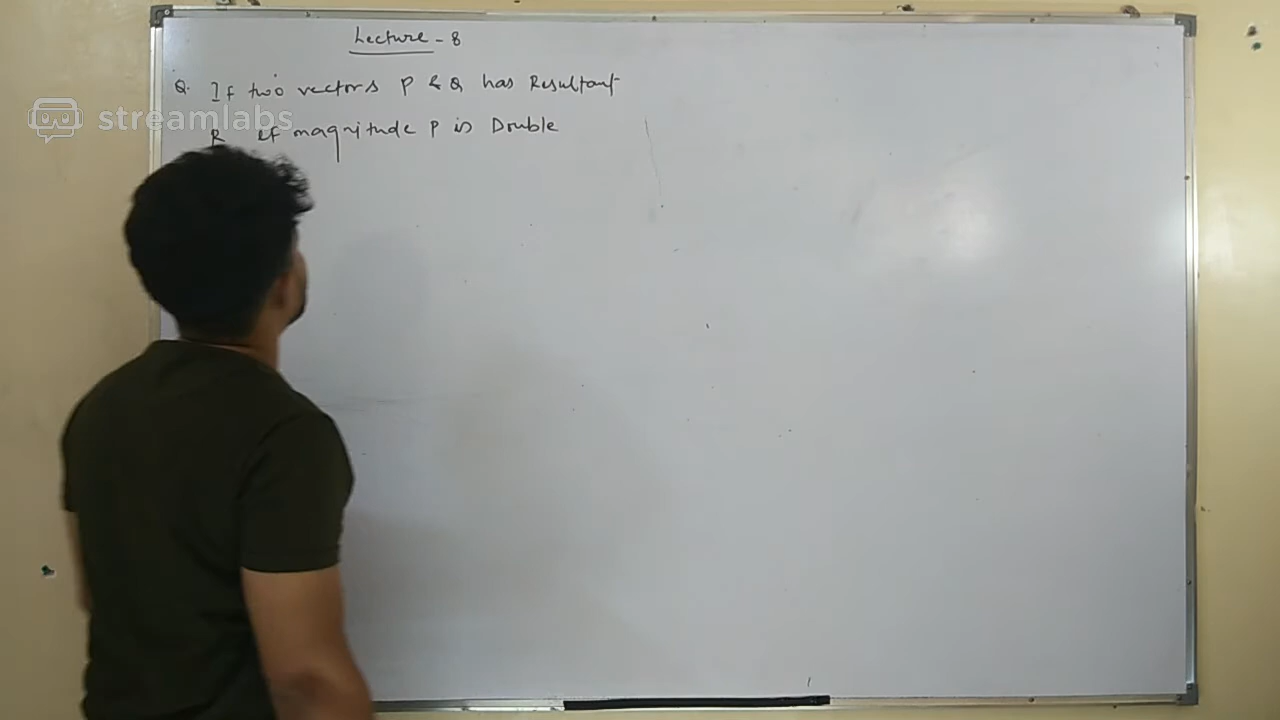 Lecture - 8
Q. If two vectors P & Q has Resultant
streamlabs
R if magnitude P is Double